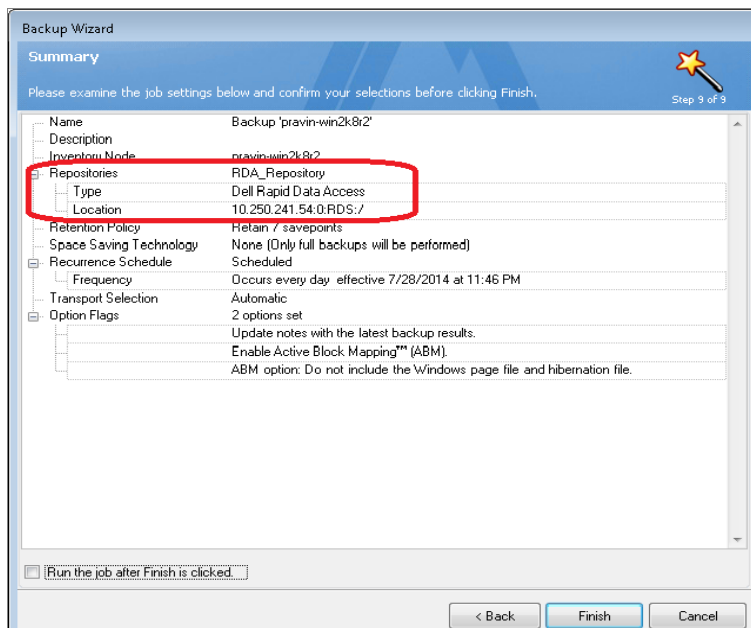 Backup Wizard
Summary
Please examine the job settings below and confirm your selections before clicking Finish.
Step 9 of 9
Name Backup 'pravin-win2k8r2'
Description
Inventory Node pravin-win2k8r2
Repositories RDA_Repository
Type Dell Rapid Data Access
Location 10.250.241.54:0:RDS:/
Retention Policy Retain 7 savepoints
Space Saving Technology None (Only full backups will be performed)
Recurrence Schedule Scheduled
Frequency Occurs every day effective 7/28/2014 at 11:46 PM
Transport Selection Automatic
Option Flags 2 options set
Update notes with the latest backup results.
Enable Active Block Mapping™ (ABM).
ABM option: Do not include the Windows page file and hibernation file.
Run the job after Finish is clicked.
< Back Finish Cancel